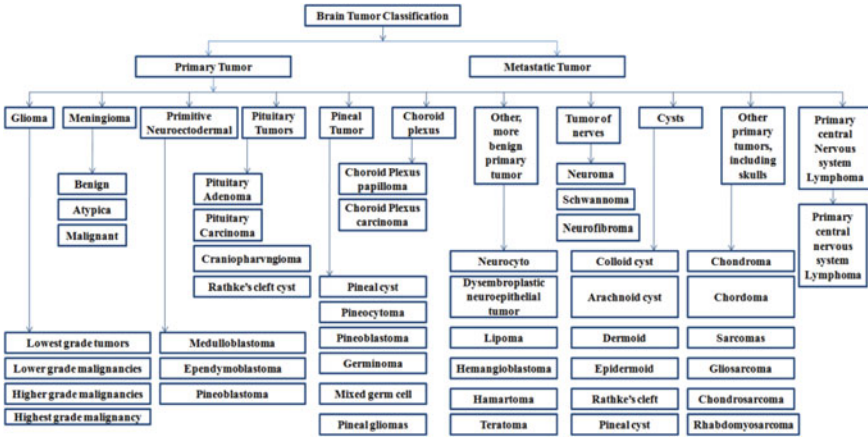 Brain Tumor Classification
Primary Tumor
Metastatic Tumor
Glioma
Meningioma
Primitive
Neuroectodermal
Pituitary
Tumors
Pineal
Tumor
Choroid
plexus
Other,
more
benign
primary
tumor
Tumor of
nerves
Cysts
Other
primary
tumors,
including
skulls
Primary
central
Nervous
system
Lymphoma
Benign
Atypica
Malignant
Pituitary
Adenoma
Pituitary
Carcinoma
Craniopharvngioma
Rathke's cleft cyst
Choroid Plexus
papilloma
Choroid Plexus
carcinoma
Neuroma
Schwannoma
Neurofibroma
Primary
central
nervous
system
Lymphoma
Lowest grade tumors
Lower grade malignancies
Higher grade malignancies
Highest grade malignancy
Medulloblastoma
Ependymoblastoma
Pineoblastoma
Pineal cyst
Pineocytoma
Pineoblastoma
Germinoma
Mixed germ cell
Pineal gliomas
Neurocyto
Dysembroplastic
neuroepithelial
tumor
Lipoma
Hemangioblastoma
Hamartoma
Teratoma
Colloid cyst
Arachnoid cyst
Dermoid
Epidermoid
Rathke's cleft
Pineal cyst
Chondroma
Chordoma
Sarcomas
Gliosarcoma
Chondrosarcoma
Rhabdomyosarcoma